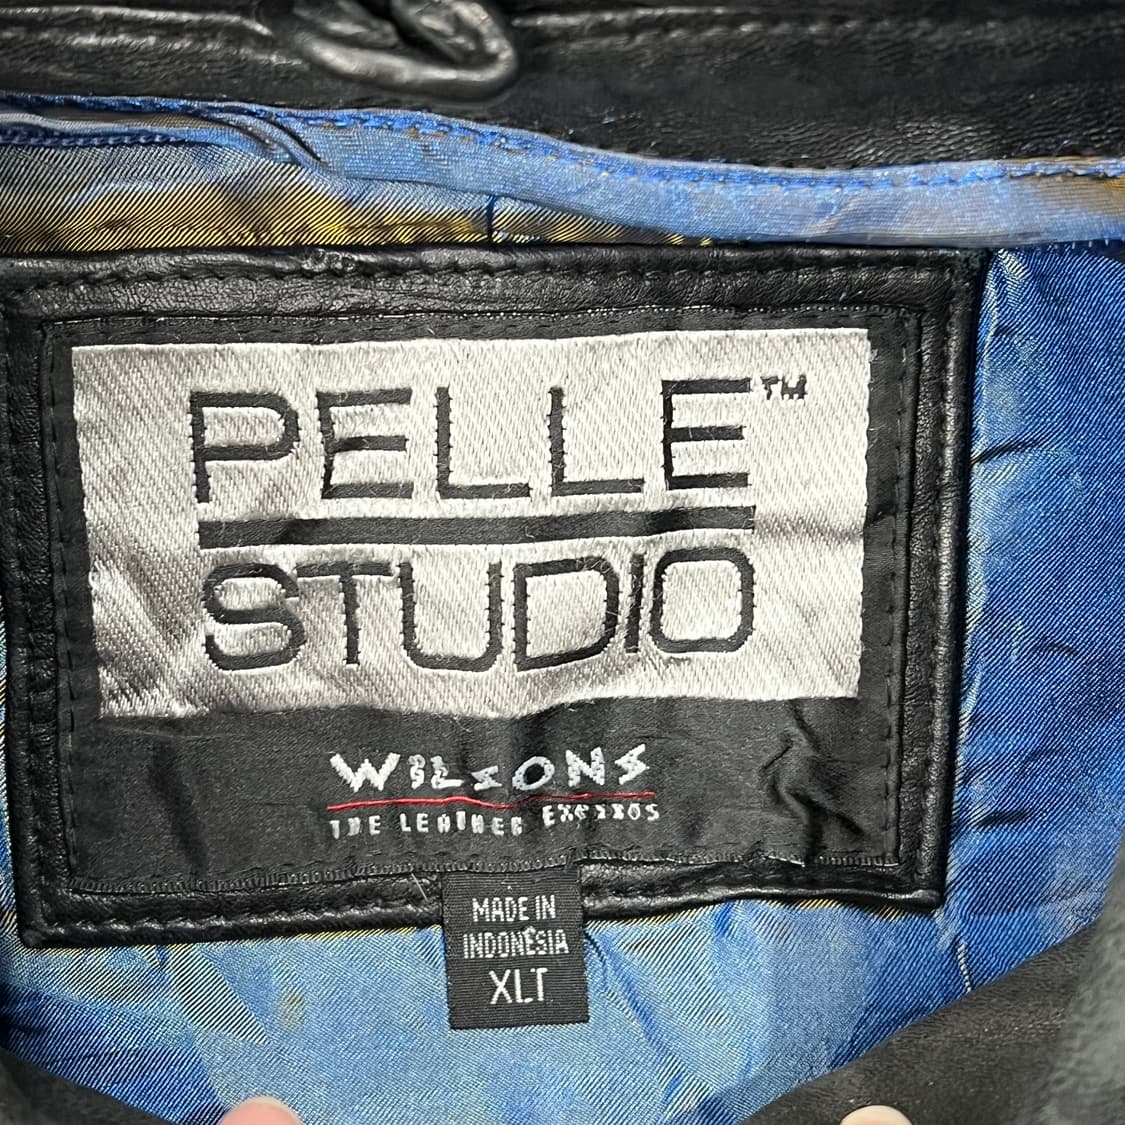 PELLE™
STUDIO
WILSONS
THE LEATHER EXPERTS
MADE IN
INDONESIA
XLT